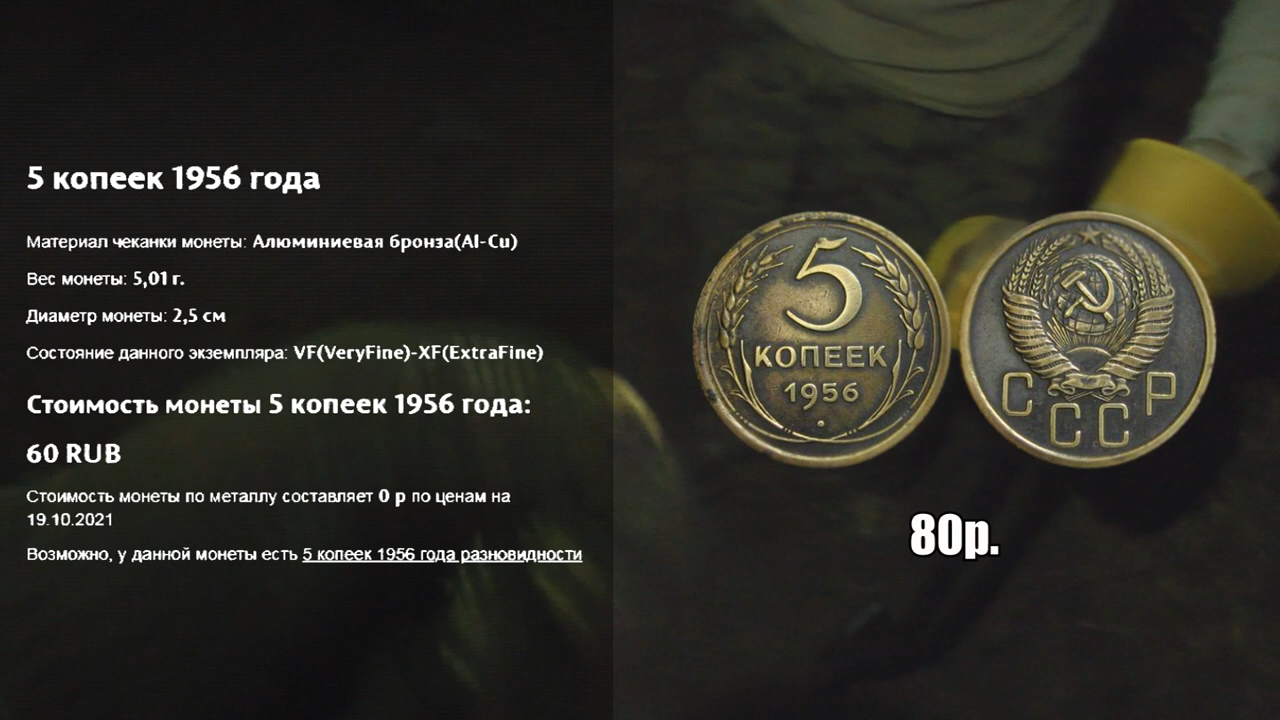 5 копеек 1956 года
Материал чеканки монеты: Алюминиевая бронза(Al-Cu)
Вес монеты: 5,01 г.
Диаметр монеты: 2,5 см
Состояние данного экземпляра: VF(VeryFine)-XF(ExtraFine)
Стоимость монеты 5 копеек 1956 года:
60 RUB
Стоимость монеты по металлу составляет 0 р по ценам на
19.10.2021
Возможно, у данной монеты есть 5 копеек 1956 года разновидности
5
КОПЕЕК
1956
С Р
С С
80р.